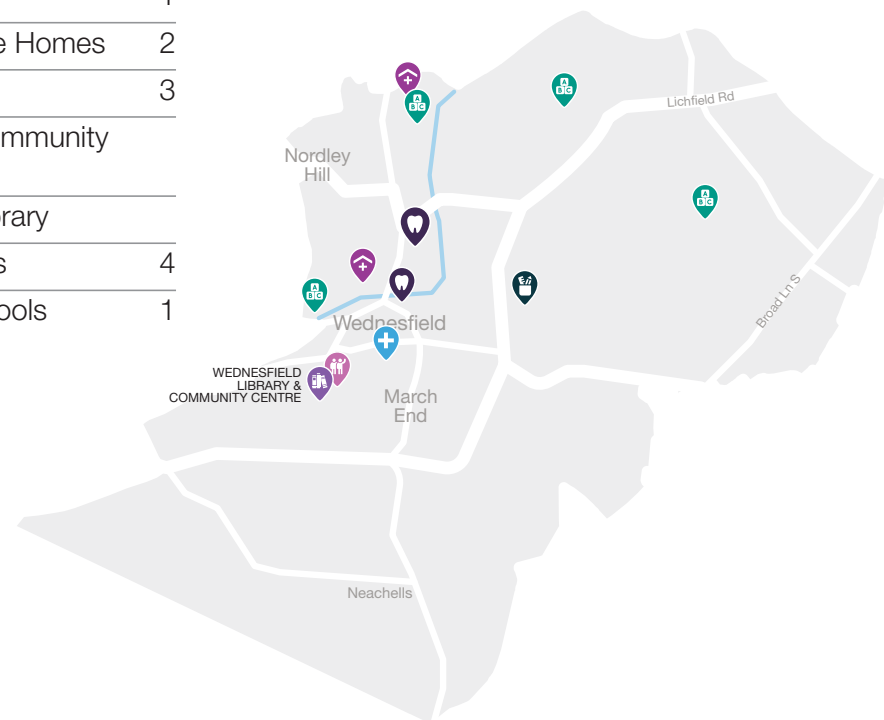 e Homes 2
3
mmunity
rary
s 4
ools 1
Lichfield Rd
Nordley
Hill
Broad Ln S
Wednesfield
WEDNESFIELD
LIBRARY &
COMMUNITY CENTRE
March
End
Neachells